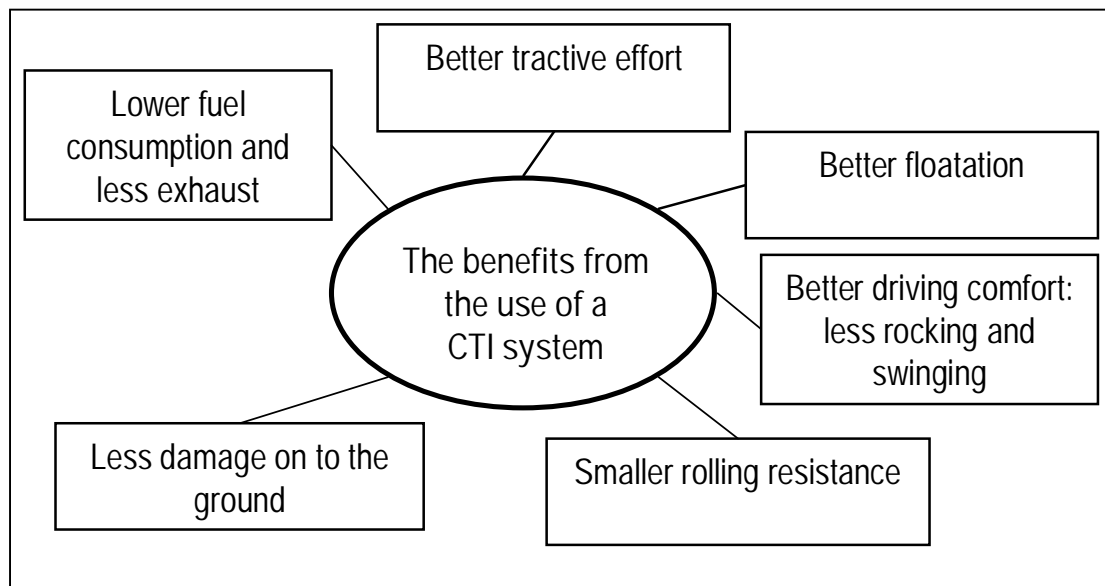 Better tractive effort
Lower fuel
consumption and
less exhaust
Better floatation
The benefits from
the use of a
CTI system
Better driving comfort:
less rocking and
swinging
Less damage on to the
ground
Smaller rolling resistance